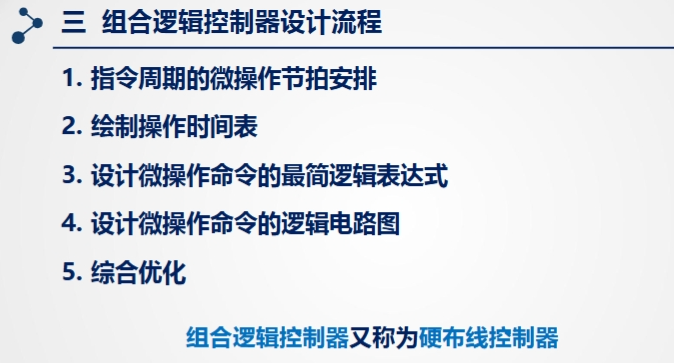 三 组合逻辑控制器设计流程
1. 指令周期的微操作节拍安排
2. 绘制操作时间表
3. 设计微操作命令的最简逻辑表达式
4. 设计微操作命令的逻辑电路图
5. 综合优化
组合逻辑控制器又称为硬布线控制器